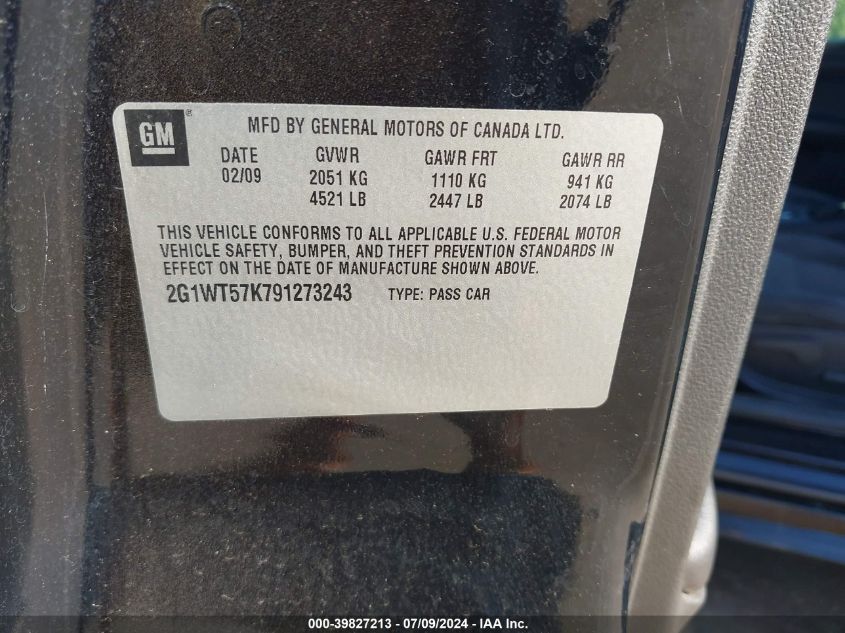 GM®
MFD BY GENERAL MOTORS OF CANADA LTD.
DATE GVWR GAWR FRT GAWR RR
02/09 2051 KG 1110 KG 941 KG
4521 LB 2447 LB 2074 LB
THIS VEHICLE CONFORMS TO ALL APPLICABLE U.S. FEDERAL MOTOR
VEHICLE SAFETY, BUMPER, AND THEFT PREVENTION STANDARDS IN
EFFECT ON THE DATE OF MANUFACTURE SHOWN ABOVE.
2G1WT57K791273243 TYPE: PASS CAR
000-39827213 - 07/09/2024 - IAA Inc.